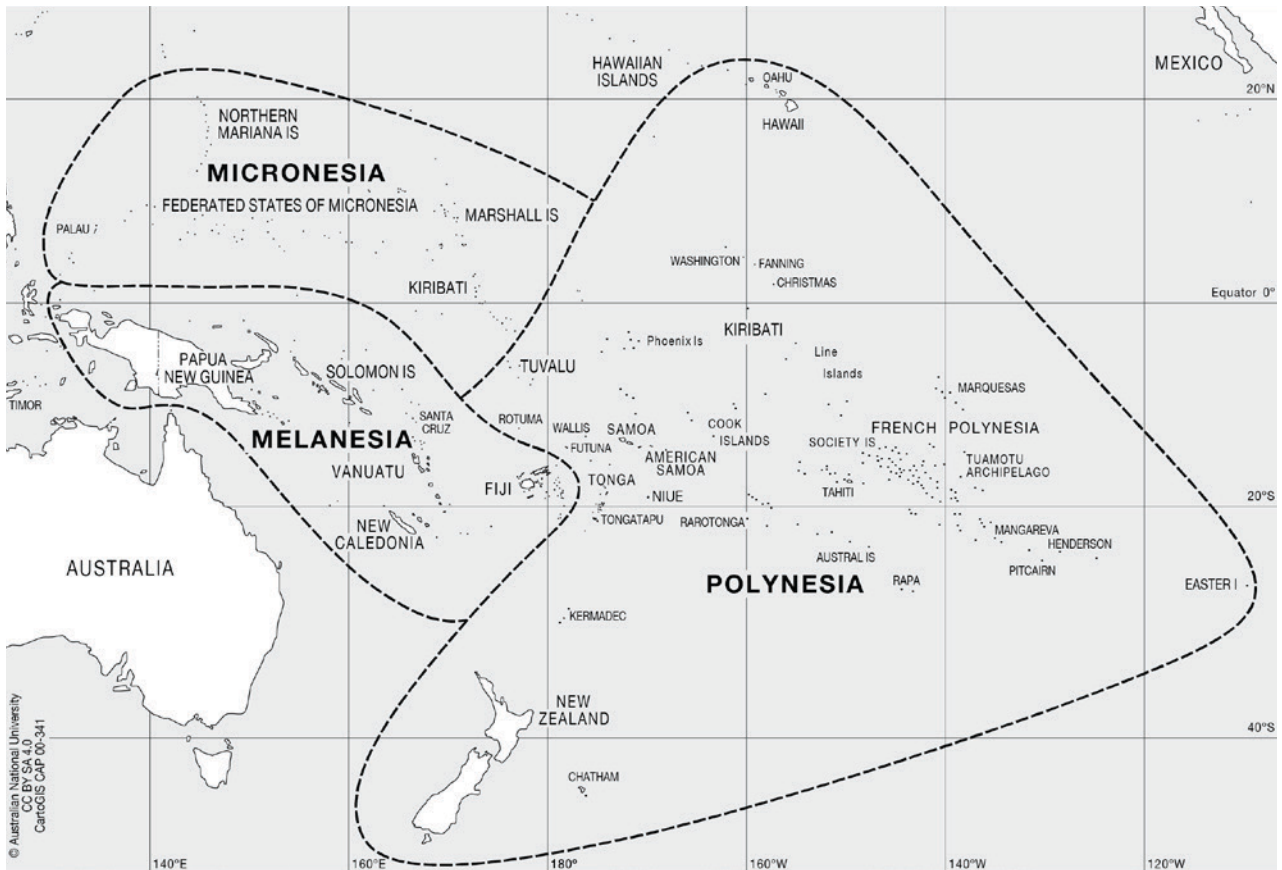 HAWAIIAN
ISLANDS
OAHU
HAWAII
MEXICO
20°N
NORTHERN
MARIANA IS
MICRONESIA
FEDERATED STATES OF MICRONESIA
MARSHALL IS
PALAU
WASHINGTON
FANNING
CHRISTMAS
KIRIBATI
Equator 0°
KIRIBATI
Phoenix Is
Line
Islands
PAPUA
NEW GUINEA
SOLOMON IS
TUVALU
MARQUESAS
TIMOR
SANTA
CRUZ
ROTUMA
WALLIS
FUTUNA
SAMOA
AMERICAN
SAMOA
COOK
ISLANDS
FRENCH POLYNESIA
SOCIETY IS
TUAMOTU
ARCHIPELAGO
TAHITI
MELANESIA
VANUATU
FIJI
TONGA
NIUE
TONGATAPU
RAROTONGA
20°S
NEW
CALEDONIA
MANGAREVA
HENDERSON
PITCAIRN
AUSTRAL IS
RAPA
EASTER I
AUSTRALIA
POLYNESIA
KERMADEC
NEW
ZEALAND
CHATHAM
40°S
© Australian National University
CC BY SA 4.0
CartoGIS CAP 00-341
140°E
160°E
180°
160°W
140°W
120°W